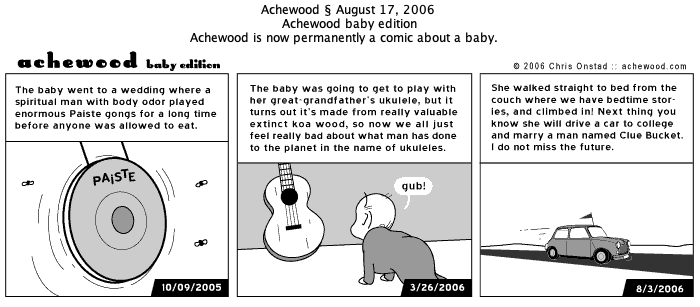 Achewood § August 17, 2006
Achewood baby edition
Achewood is now permanently a comic about a baby.
achewood baby edition
© 2006 Chris Onstad :: achewood.com
The baby went to a wedding where a
spiritual man with body odor played
enormous Paiste gongs for a long time
before anyone was allowed to eat.
PAiSTE
10/09/2005
The baby was going to get to play with
her great-grandfather's ukulele, but it
turns out it's made from really valuable
extinct koa wood, so now we all just
feel really bad about what man has done
to the planet in the name of ukuleles.
gub!
3/26/2006
She walked straight to bed from the
couch where we have bedtime stor-
ies, and climbed in! Next thing you
know she will drive a car to college
and marry a man named Clue Bucket.
I do not miss the future.
8/3/2006